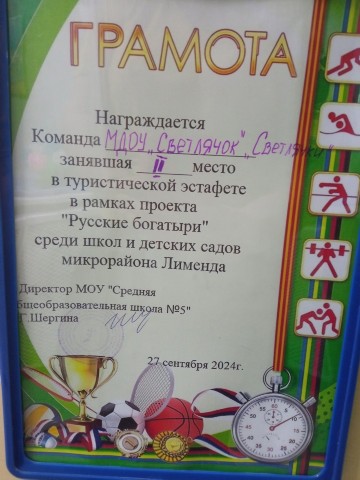 ГРАМОТА
Награждается
Команда МДОУ „Светлячок", „Светлячки"
занявшая II место
в туристической эстафете
в рамках проекта
"Русские богатыри"
среди школ и детских садов
микрорайона Лименда
Директор МОУ "Средняя
бщеобразовательная школа №5"
Г.Шергина
27 сентября 2024г.